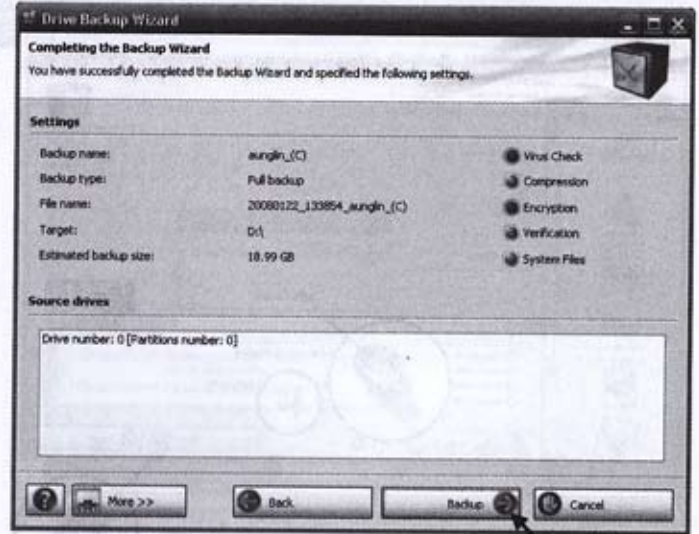 Drive Backup Wizard
Completing the Backup Wizard
You have successfully completed the Backup Wizard and specified the following settings.
Settings
Backup name: aunglin_(C)
Backup type: Full backup
File name: 20080122_133854_aunglin_(C)
Target: D:\
Estimated backup size: 18.99 GB
Virus Check
Compression
Encryption
Verification
System Files
Source drives
Drive number: 0 [Partitions number: 0]
? More >> Back Backup Cancel